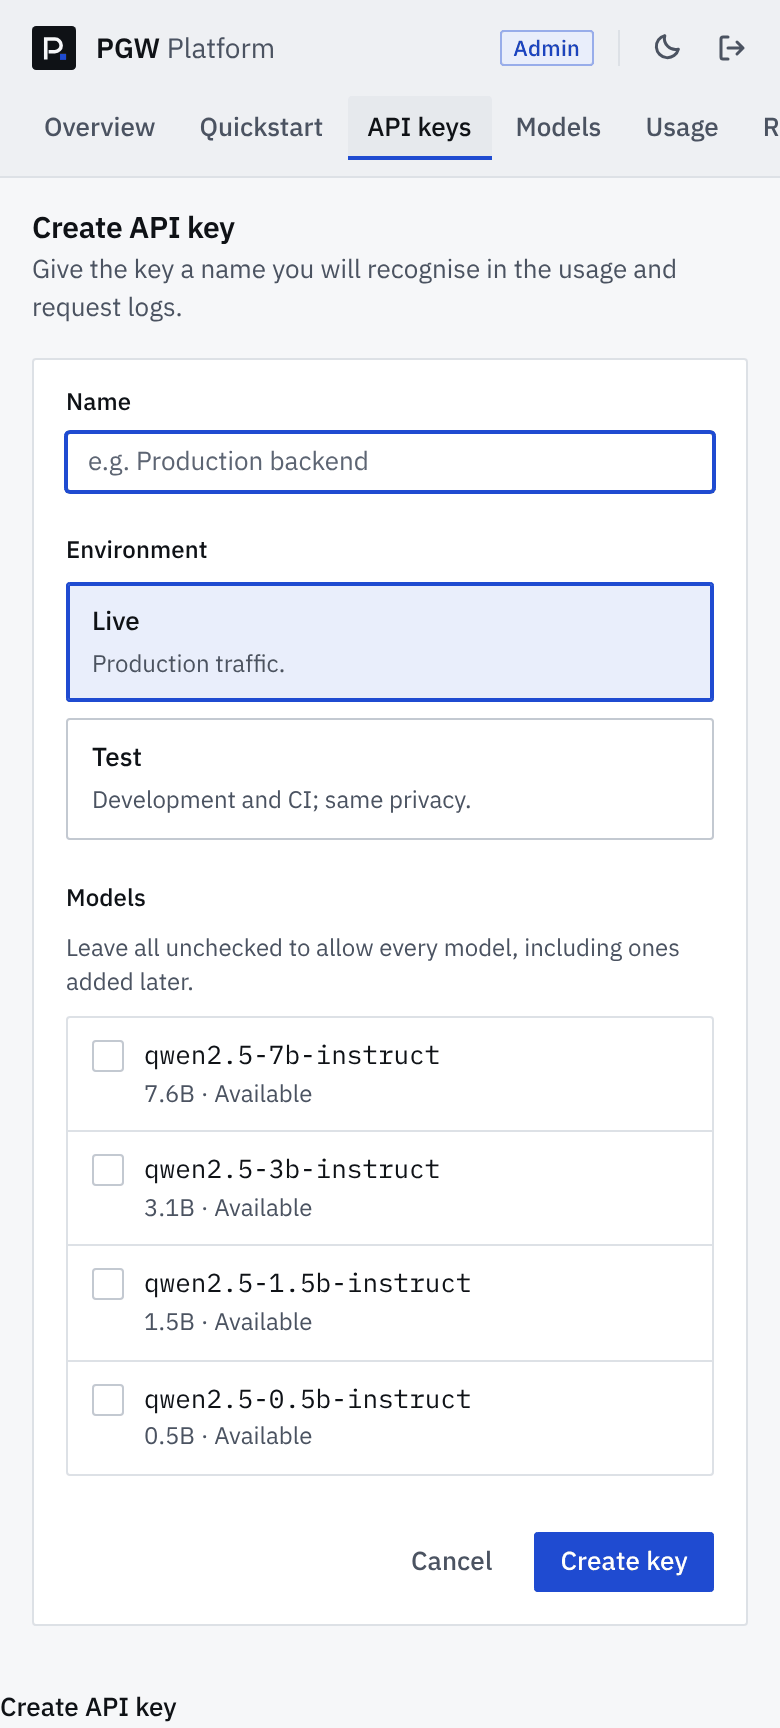 P.
PGW Platform
Admin
Overview
Quickstart
API keys
Models
Usage
R
Create API key
Give the key a name you will recognise in the usage and
request logs.
Name
e.g. Production backend
Environment
Live
Production traffic.
Test
Development and CI; same privacy.
Models
Leave all unchecked to allow every model, including ones
added later.
qwen2.5-7b-instruct
7.6B · Available
qwen2.5-3b-instruct
3.1B · Available
qwen2.5-1.5b-instruct
1.5B · Available
qwen2.5-0.5b-instruct
0.5B · Available
Cancel
Create key
Create API key